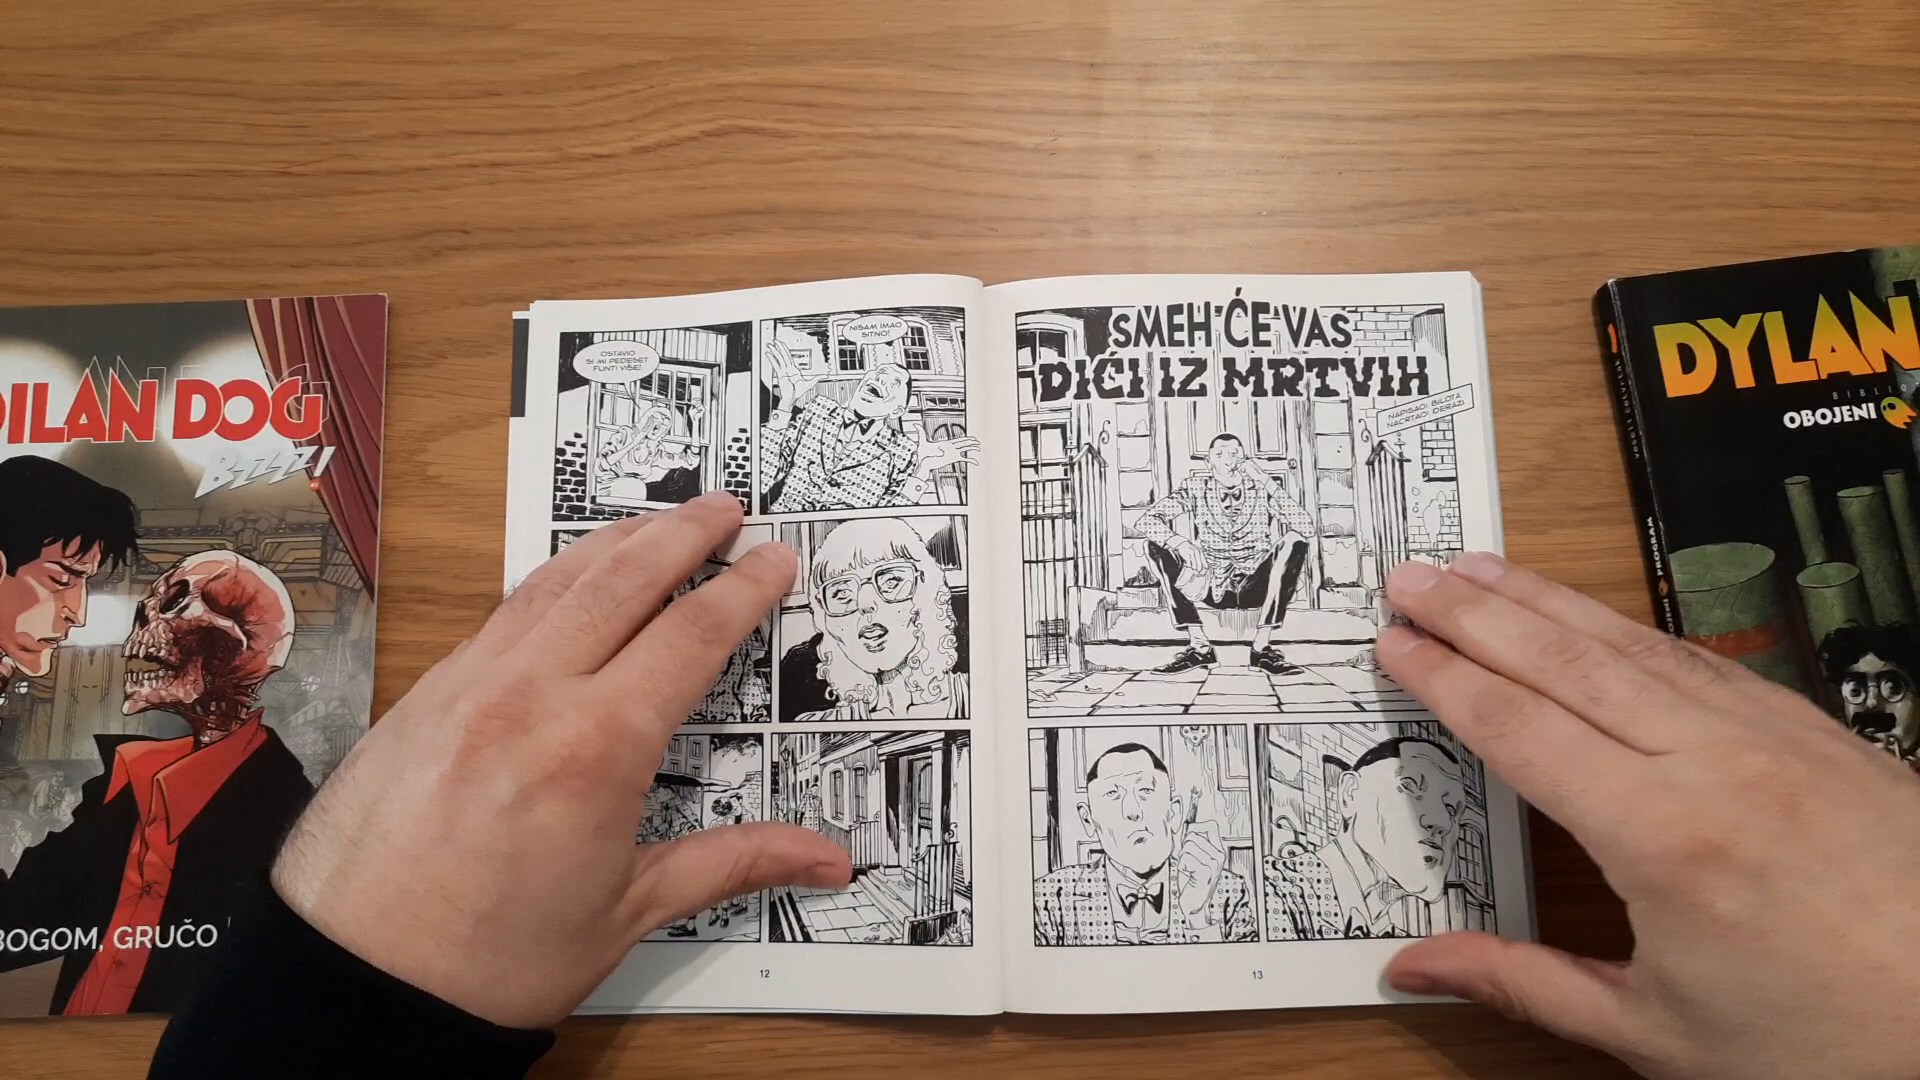 DILAN DOG
BZZZ!
BOGOM, GRUČO
OSTAVIO
SI MI PEDESET
FUNTI VIŠE!
NISAM IMAO
SITNO!
12
SMEH ĆE VAS
DIĆI IZ MRTVIH
NAPISAO: BILOTA
NACRTAO: GERAZI
13
DYLAN
OBOJENI
PROGRAM